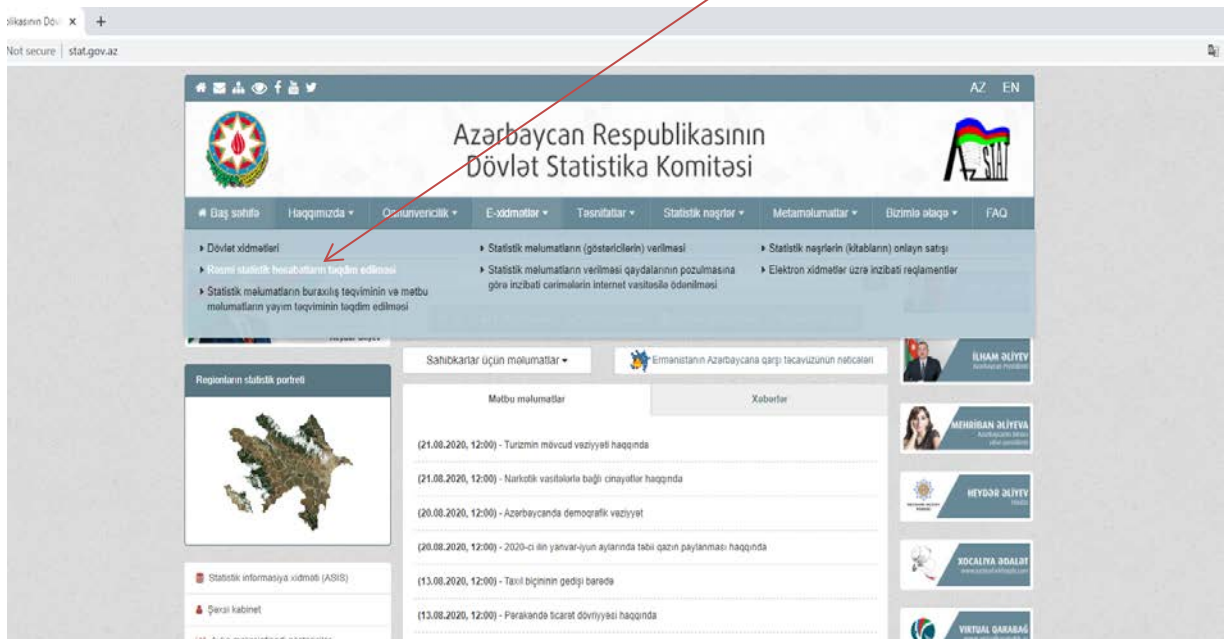 Not secure | stat.gov.az
AZ EN
Azərbaycan Respublikasının
Dövlət Statistika Komitəsi
Baş səhifə Haqqımızda Qanunvericilik E-xidmətlər Təsnifatlar Statistik nəşrlər Metaməlumatlar Bizimlə əlaqə FAQ
Dövlət xidmətləri
Rəsmi statistik hesabatların təqdim edilməsi
Statistik məlumatların buraxılış təqviminin və mətbu
məlumatların yayım təqviminin təqdim edilməsi
Statistik məlumatların (göstəricilərin) verilməsi
Statistik məlumatların verilməsi qaydalarının pozulmasına
görə inzibati cərimələrin internet vasitəsilə ödənilməsi
Statistik nəşrlərin (kitabların) onlayn satışı
Elektron xidmətlər üzrə inzibati reqlamentlər
Sahibkarlar üçün məlumatlar
Ermənistanın Azərbaycana qarşı təcavüzünün nəticələri
Regionların statistik portreti
Mətbu məlumatlar
Xəbərlər
(21.08.2020, 12:00) - Turizmin mövcud vəziyyəti haqqında
(21.08.2020, 12:00) - Narkotik vasitələrlə bağlı cinayətlər haqqında
(20.08.2020, 12:00) - Azərbaycanda demoqrafik vəziyyət
(20.08.2020, 12:00) - 2020-ci ilin yanvar-iyun aylarında təbii qazın paylanması haqqında
(13.08.2020, 12:00) - Taxıl biçininin gedişi barədə
(13.08.2020, 12:00) - Pərakəndə ticarət dövriyyəsi haqqında
Statistik informasiya xidməti (ASIS)
Şəxsi kabinet
İLHAM ƏLİYEV
MEHRİBAN ƏLİYEVA
HEYDƏR ƏLİYEV
XOCALIYA ƏDALƏT
VIRTUAL QARABAĞ